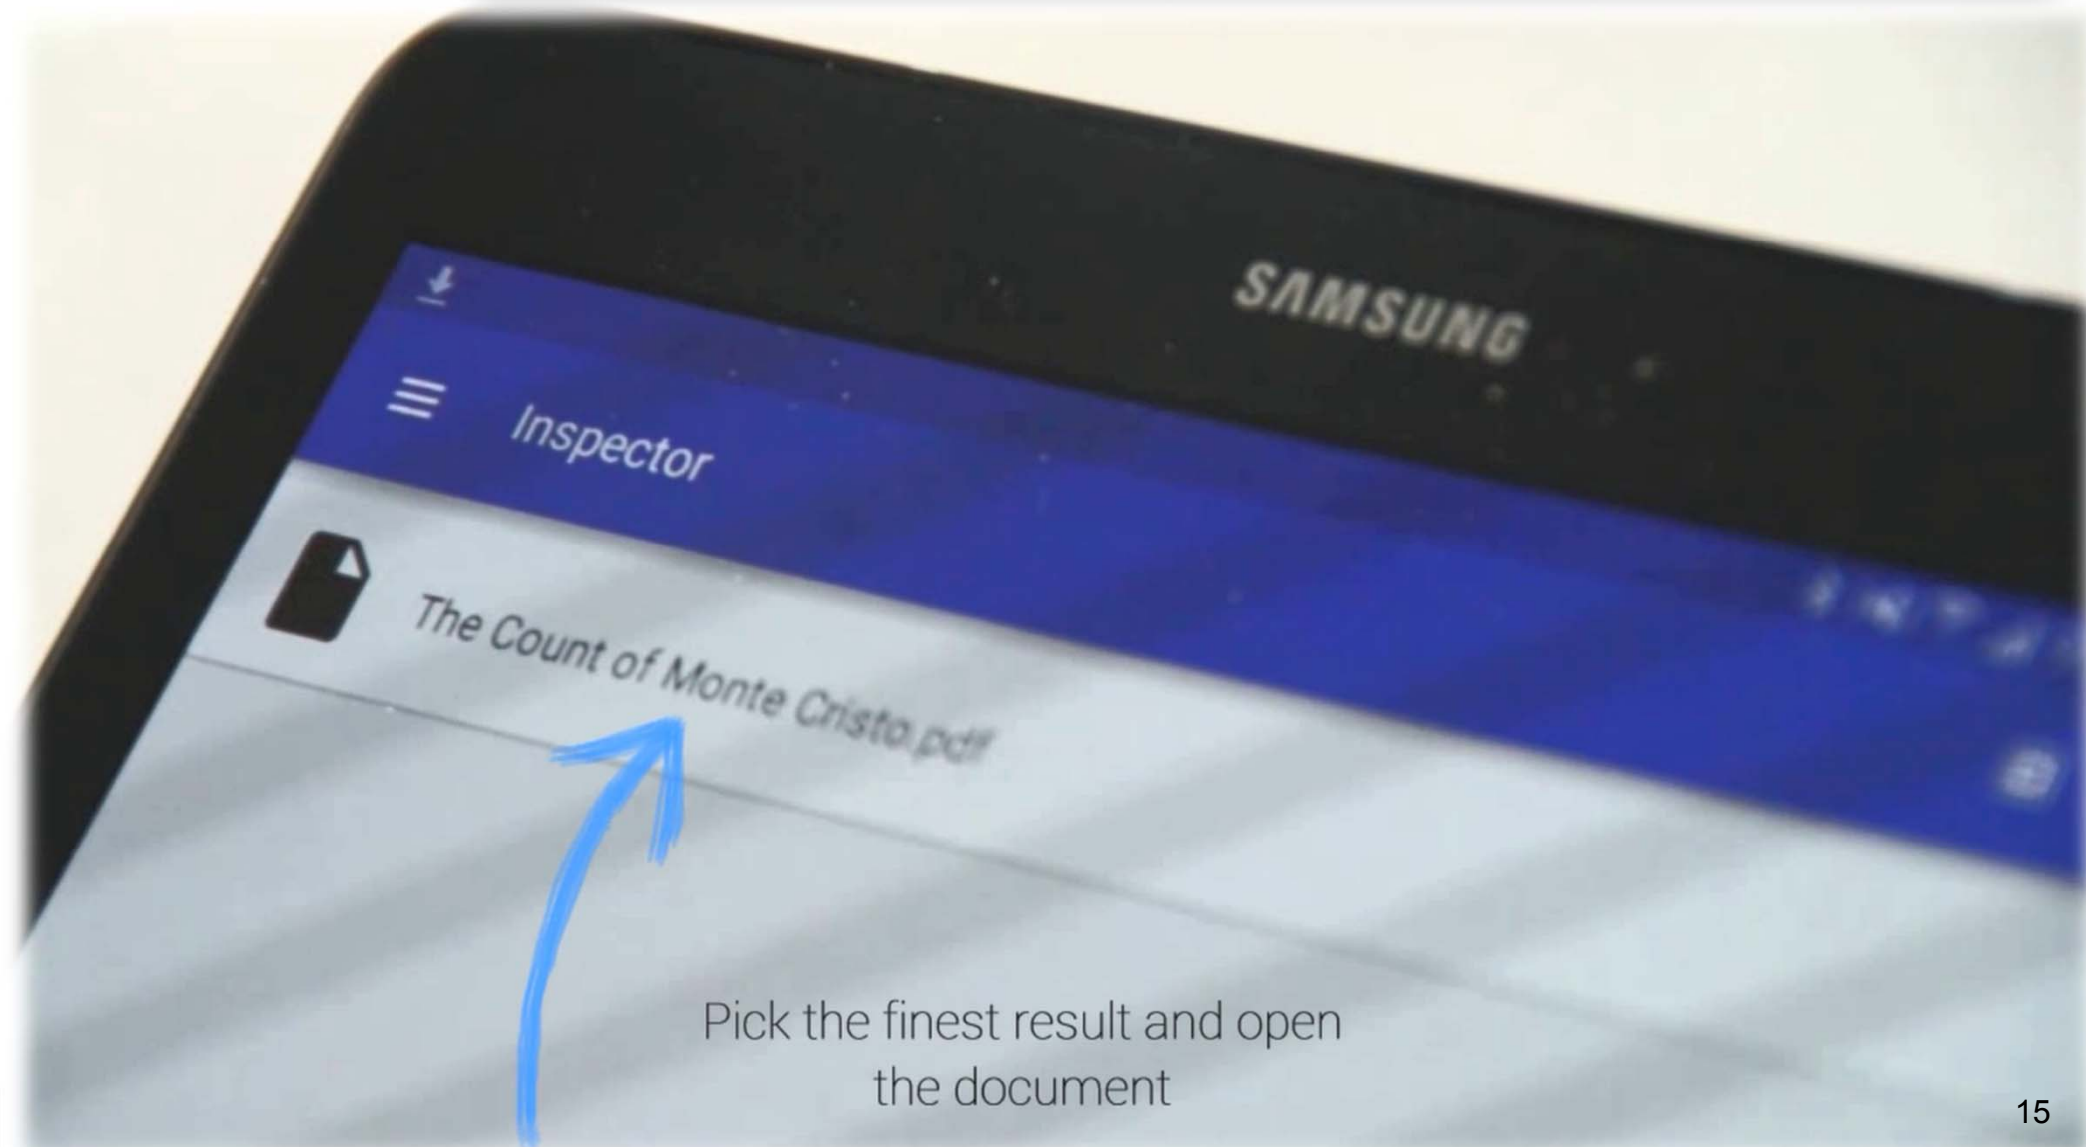 SAMSUNG
Inspector
The Count of Monte Cristo.pdf
Pick the finest result and open
the document
15